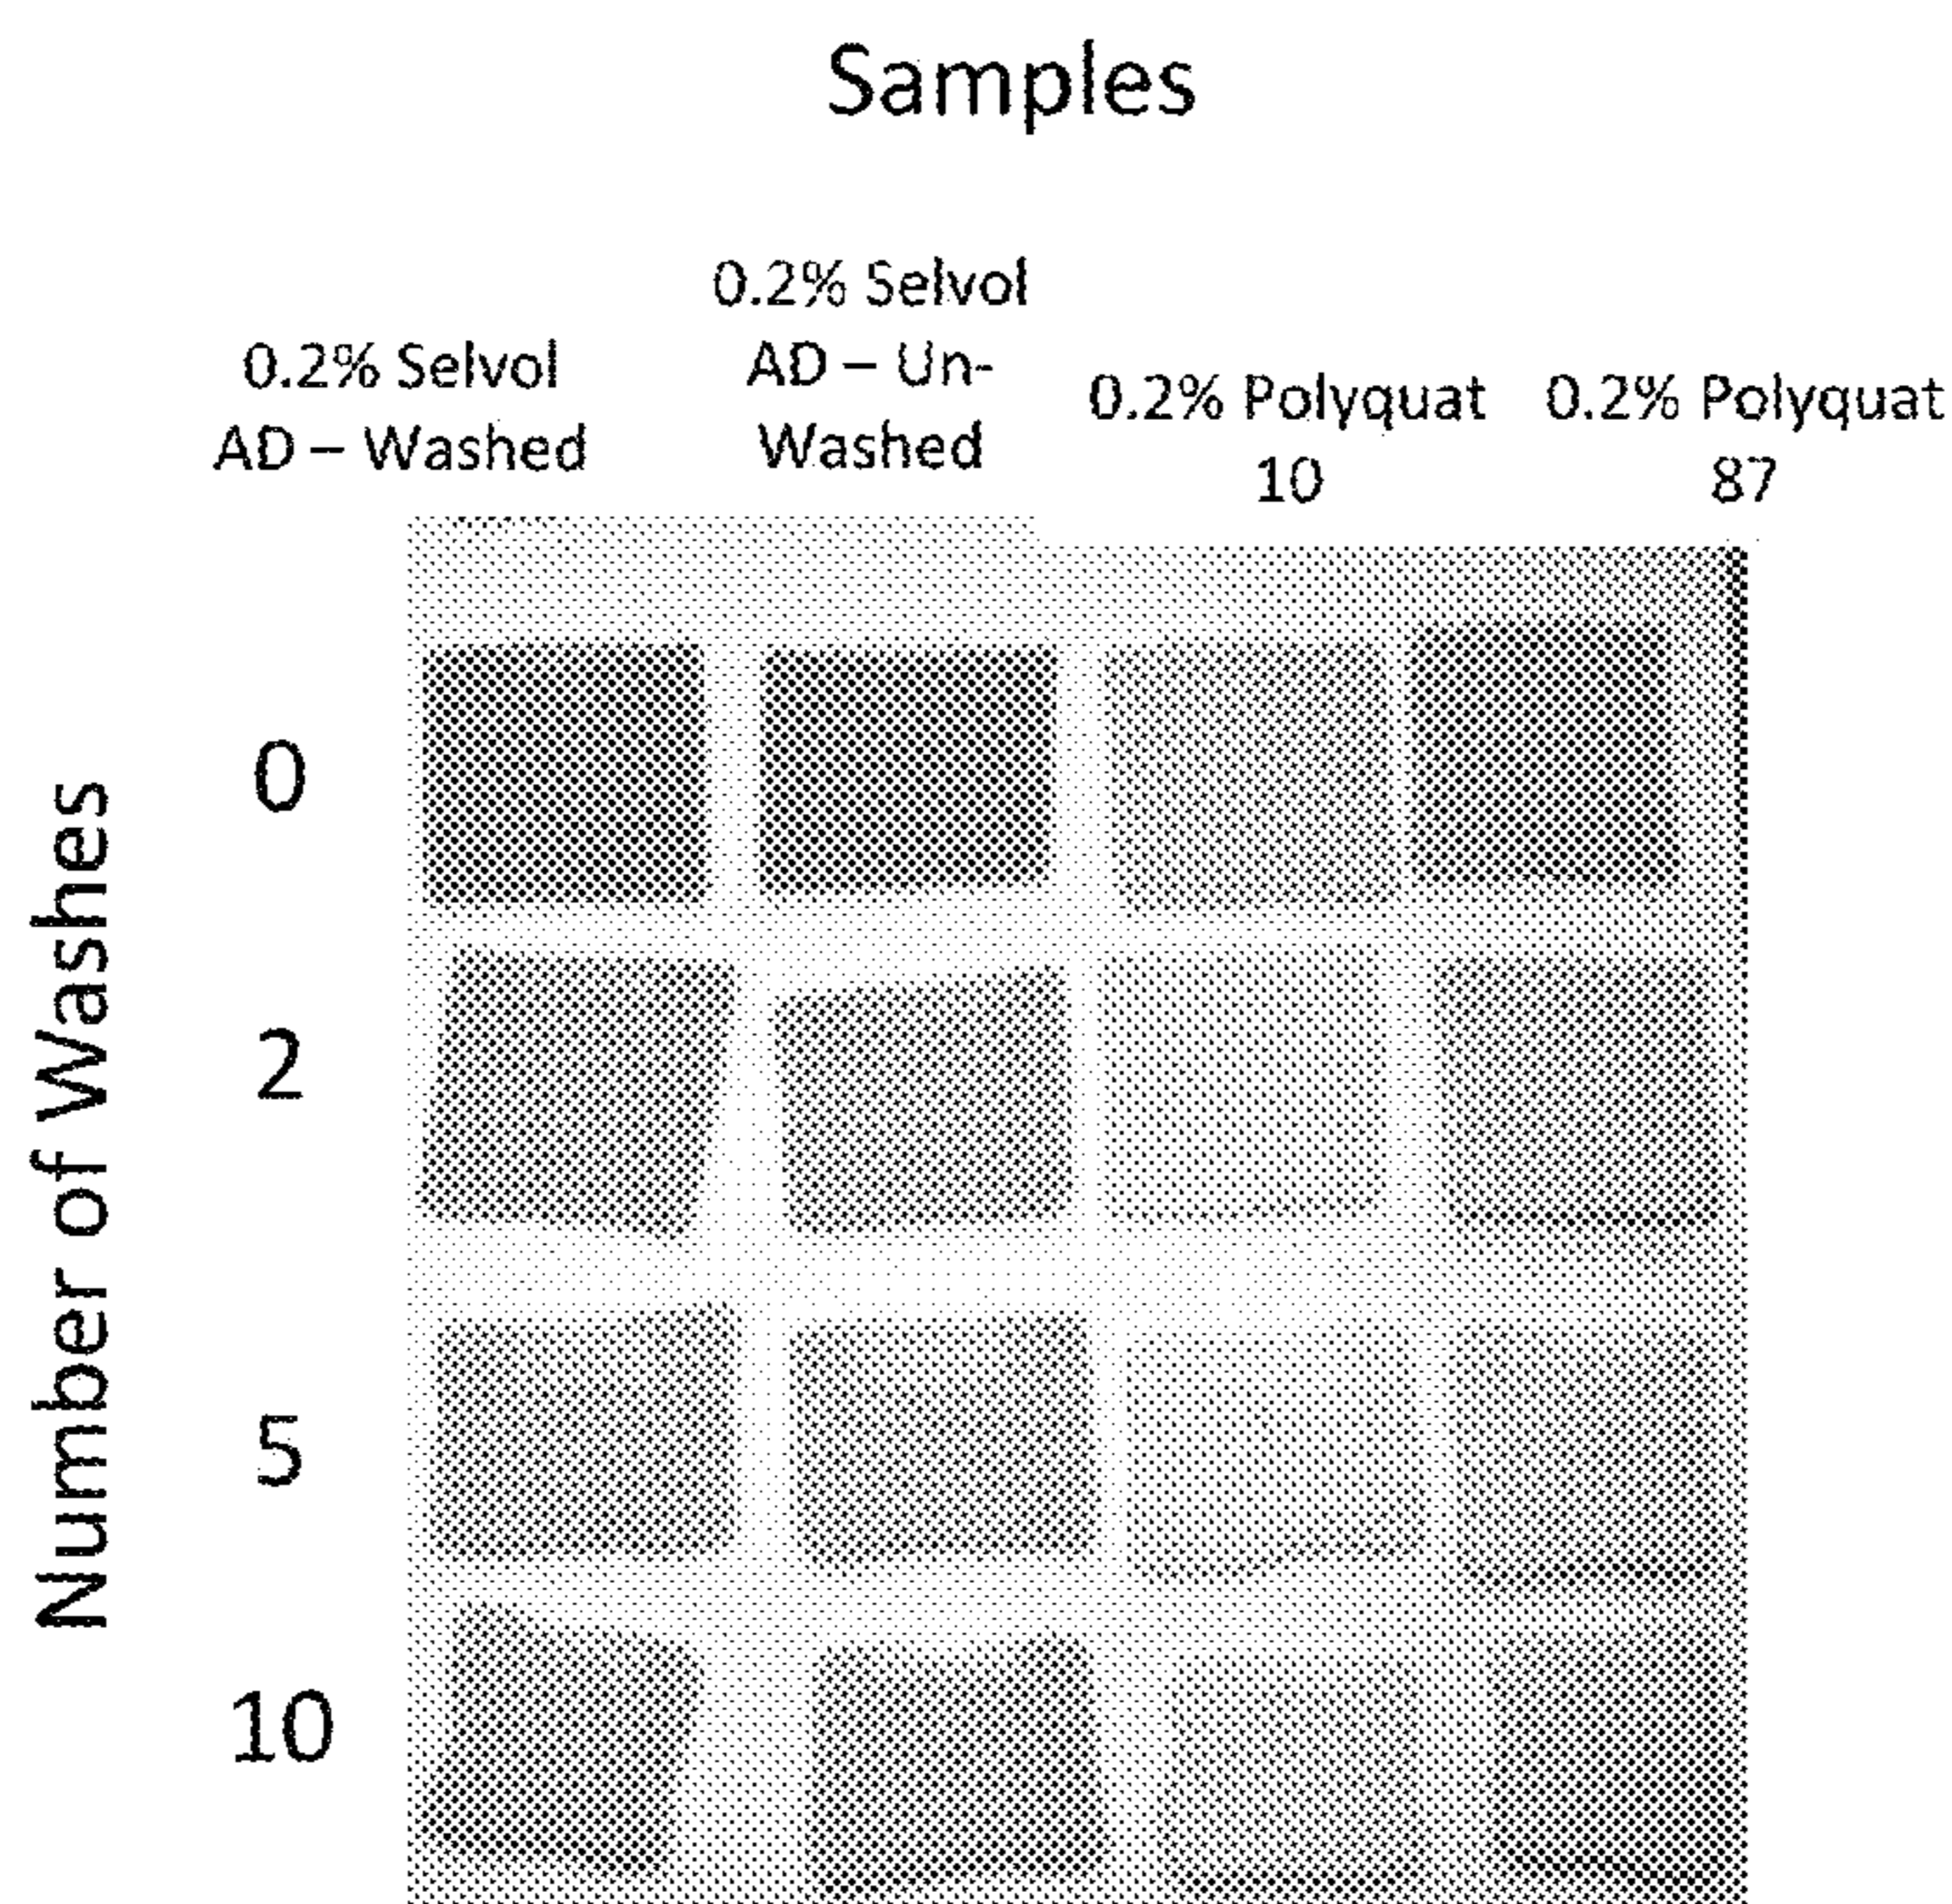 Samples
0.2% Selvol
AD – Washed
0.2% Selvol
AD – Un-
Washed
0.2% Polyquat
10
0.2% Polyquat
87
Number of Washes
0
2
5
10